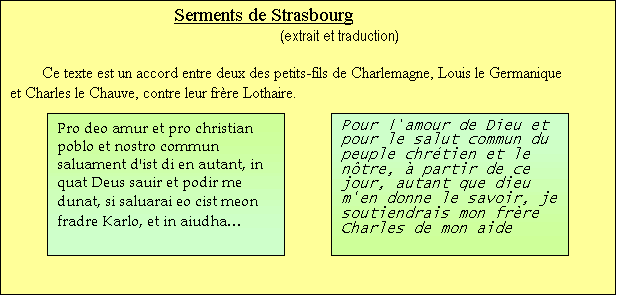 Serments de Strasbourg
(extrait et traduction)
Ce texte est un accord entre deux des petits-fils de Charlemagne, Louis le Germanique
et Charles le Chauve, contre leur frère Lothaire.
Pro deo amur et pro christian
poblo et nostro commun
saluament d'ist di en autant, in
quat Deus sauir et podir me
dunat, si saluarai eo cist meon
fradre Karlo, et in aiudha...
Pour l'amour de Dieu et
pour le salut commun du
peuple chrétien et le
nôtre, à partir de ce
jour, autant que dieu
m'en donne le savoir, je
soutiendrais mon frère
Charles de mon aide